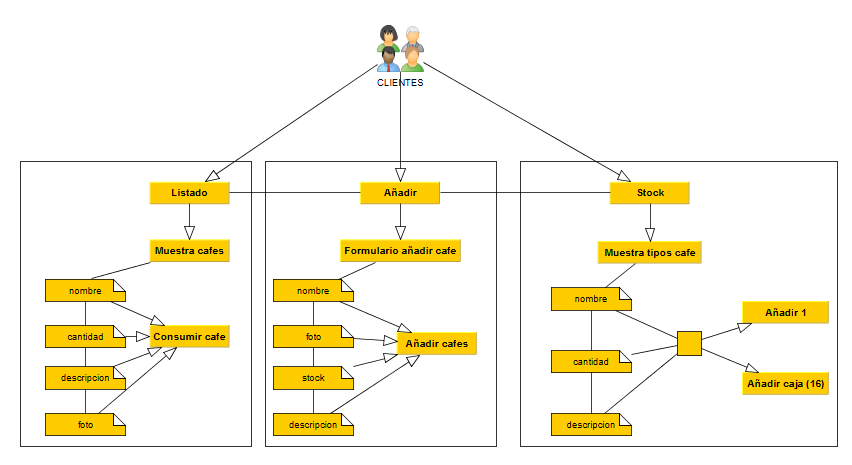 CLIENTES
Listado
Añadir
Stock
Muestra cafes
Formulario añadir cafe
Muestra tipos cafe
nombre
cantidad
descripcion
foto
Consumir cafe
nombre
foto
stock
descripcion
Añadir cafes
nombre
cantidad
descripcion
Añadir 1
Añadir caja (16)